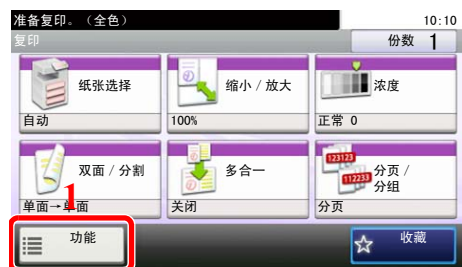 准备复印。（全色）
10:10
复印
份数 1
纸张选择
缩小 / 放大
浓度
自动
100%
正常 0
双面 / 分割
多合一
123123
112233
分页 /
分组
1
单面→单面
关闭
分页
功能
收藏